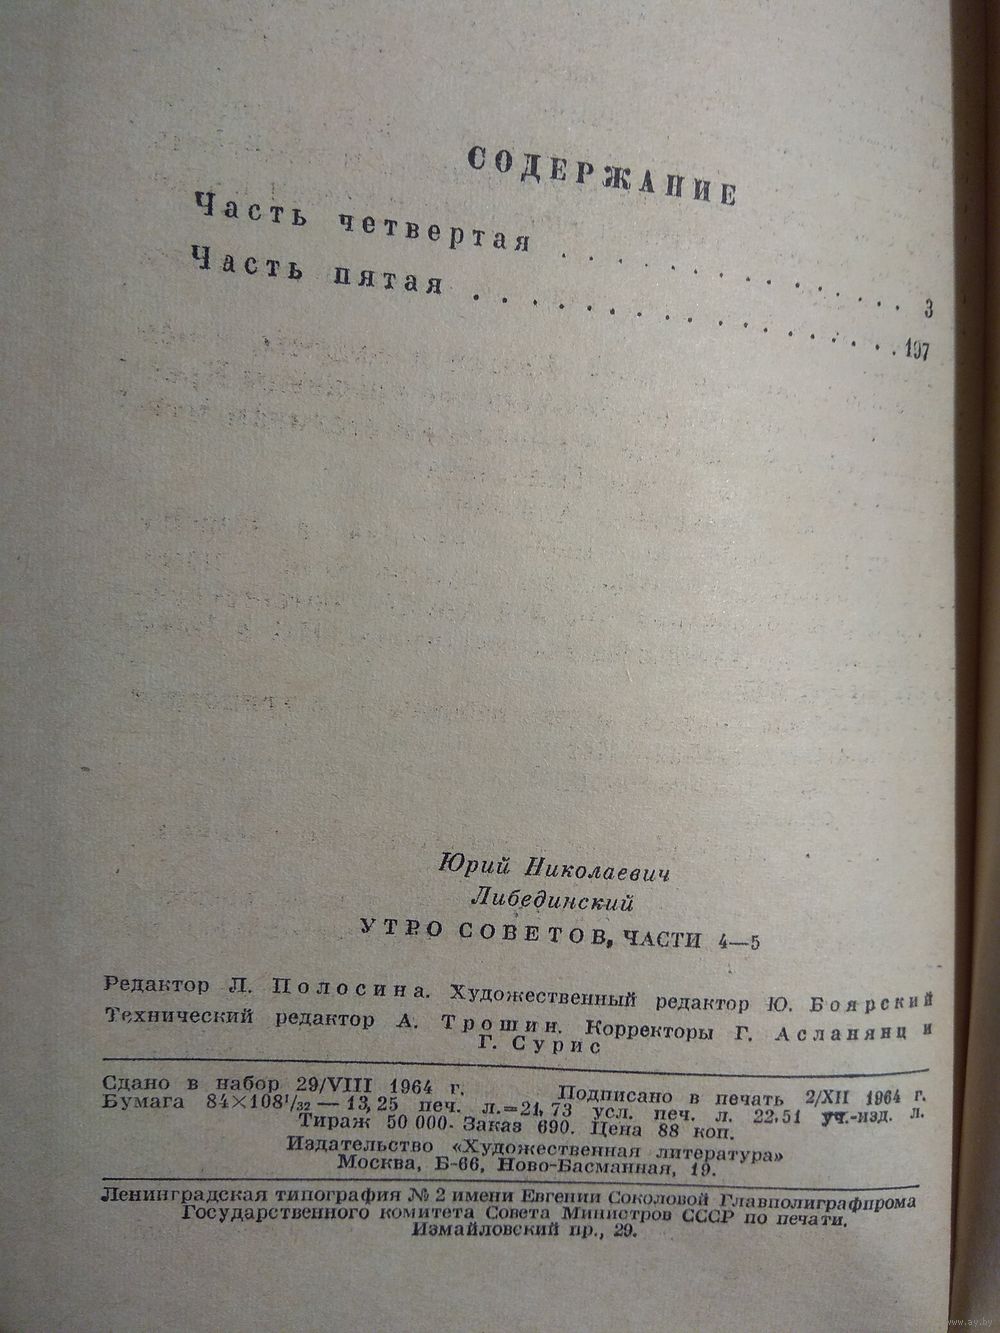 СОДЕРЖАНИЕ
Часть четвертая . . . . . . . . . . . . . . 3
Часть пятая . . . . . . . . . . . . . . . . . 197
Юрий Николаевич
Либединский
УТРО СОВЕТОВ, ЧАСТИ 4—5
Редактор Л. Полосина. Художественный редактор Ю. Боярский
Технический редактор А. Трошин. Корректоры Г. Асланянц и
Г. Сурис
Сдано в набор 29/VIII 1964 г. Подписано в печать 2/XII 1964 г.
Бумага 84×108¹/₃₂ — 13,25 печ. л.=21,73 усл. печ. л. 22,51 уч.-изд. л.
Тираж 50 000. Заказ 690. Цена 88 коп.
Издательство «Художественная литература»
Москва, Б-66, Ново-Басманная, 19.
Ленинградская типография № 2 имени Евгении Соколовой Главполиграфпрома
Государственного комитета Совета Министров СССР по печати.
Измайловский пр., 29.
www.ay.by